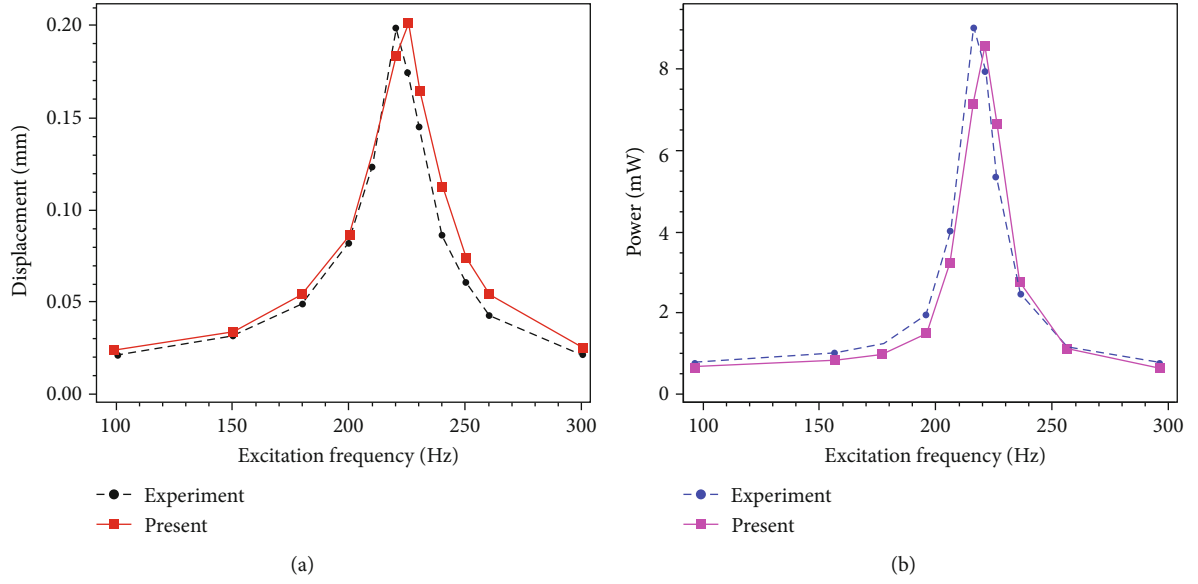 0.20
0.15
0.10
0.05
0.00
Displacement (mm)
100 150 200 250 300
Excitation frequency (Hz)
Experiment
Present
(a)
8
6
4
2
0
Power (mW)
100 150 200 250 300
Excitation frequency (Hz)
Experiment
Present
(b)